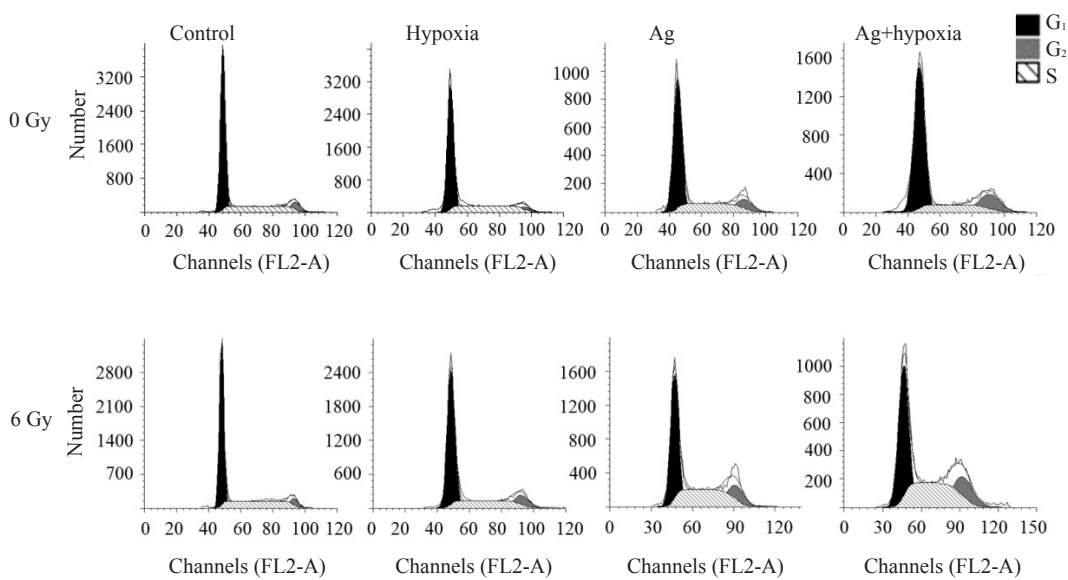 Control
Hypoxia
Ag
Ag+hypoxia
G₁
G₂
S
0 Gy
Number
3200
2400
1600
800
0 20 40 60 80 100 120
Channels (FL2-A)
3200
2400
1600
800
0 20 40 60 80 100 120
Channels (FL2-A)
1000
800
600
400
200
0 20 40 60 80 100 120
Channels (FL2-A)
1600
1200
800
400
0 20 40 60 80 100 120
Channels (FL2-A)
6 Gy
Number
2800
2100
1400
700
0 20 40 60 80 100 120
Channels (FL2-A)
2400
1800
1200
600
0 20 40 60 80 100 120
Channels (FL2-A)
1600
1200
800
400
0 30 60 90 120
Channels (FL2-A)
1000
800
600
400
200
0 30 60 90 120 150
Channels (FL2-A)